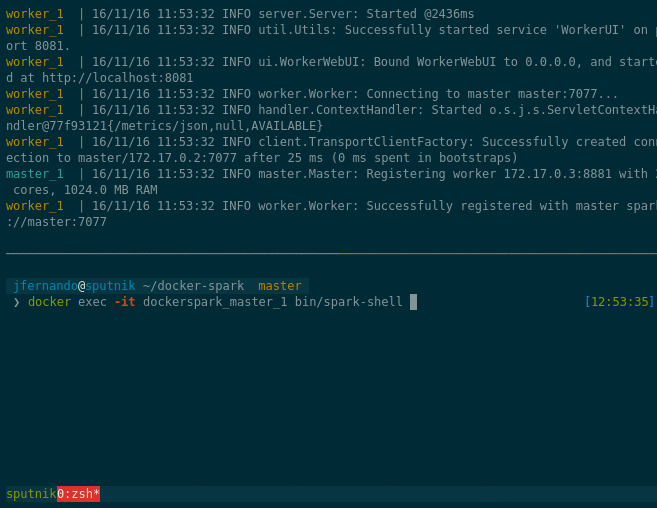 worker_1  | 16/11/16 11:53:32 INFO server.Server: Started @2436ms
worker_1  | 16/11/16 11:53:32 INFO util.Utils: Successfully started service 'WorkerUI' on p
ort 8081.
worker_1  | 16/11/16 11:53:32 INFO ui.WorkerWebUI: Bound WorkerWebUI to 0.0.0.0, and starte
d at http://localhost:8081
worker_1  | 16/11/16 11:53:32 INFO worker.Worker: Connecting to master master:7077...
worker_1  | 16/11/16 11:53:32 INFO handler.ContextHandler: Started o.s.j.s.ServletContextHa
ndler@77f93121{/metrics/json,null,AVAILABLE}
worker_1  | 16/11/16 11:53:32 INFO client.TransportClientFactory: Successfully created conn
ection to master/172.17.0.2:7077 after 25 ms (0 ms spent in bootstraps)
master_1  | 16/11/16 11:53:32 INFO master.Master: Registering worker 172.17.0.3:8881 with
cores, 1024.0 MB RAM
worker_1  | 16/11/16 11:53:32 INFO worker.Worker: Successfully registered with master spark
://master:7077
jfernando@sputnik ~/docker-spark  master
❯ docker exec -it dockerspark_master_1 bin/spark-shell [12:53:35]
sputnik 0:zsh*